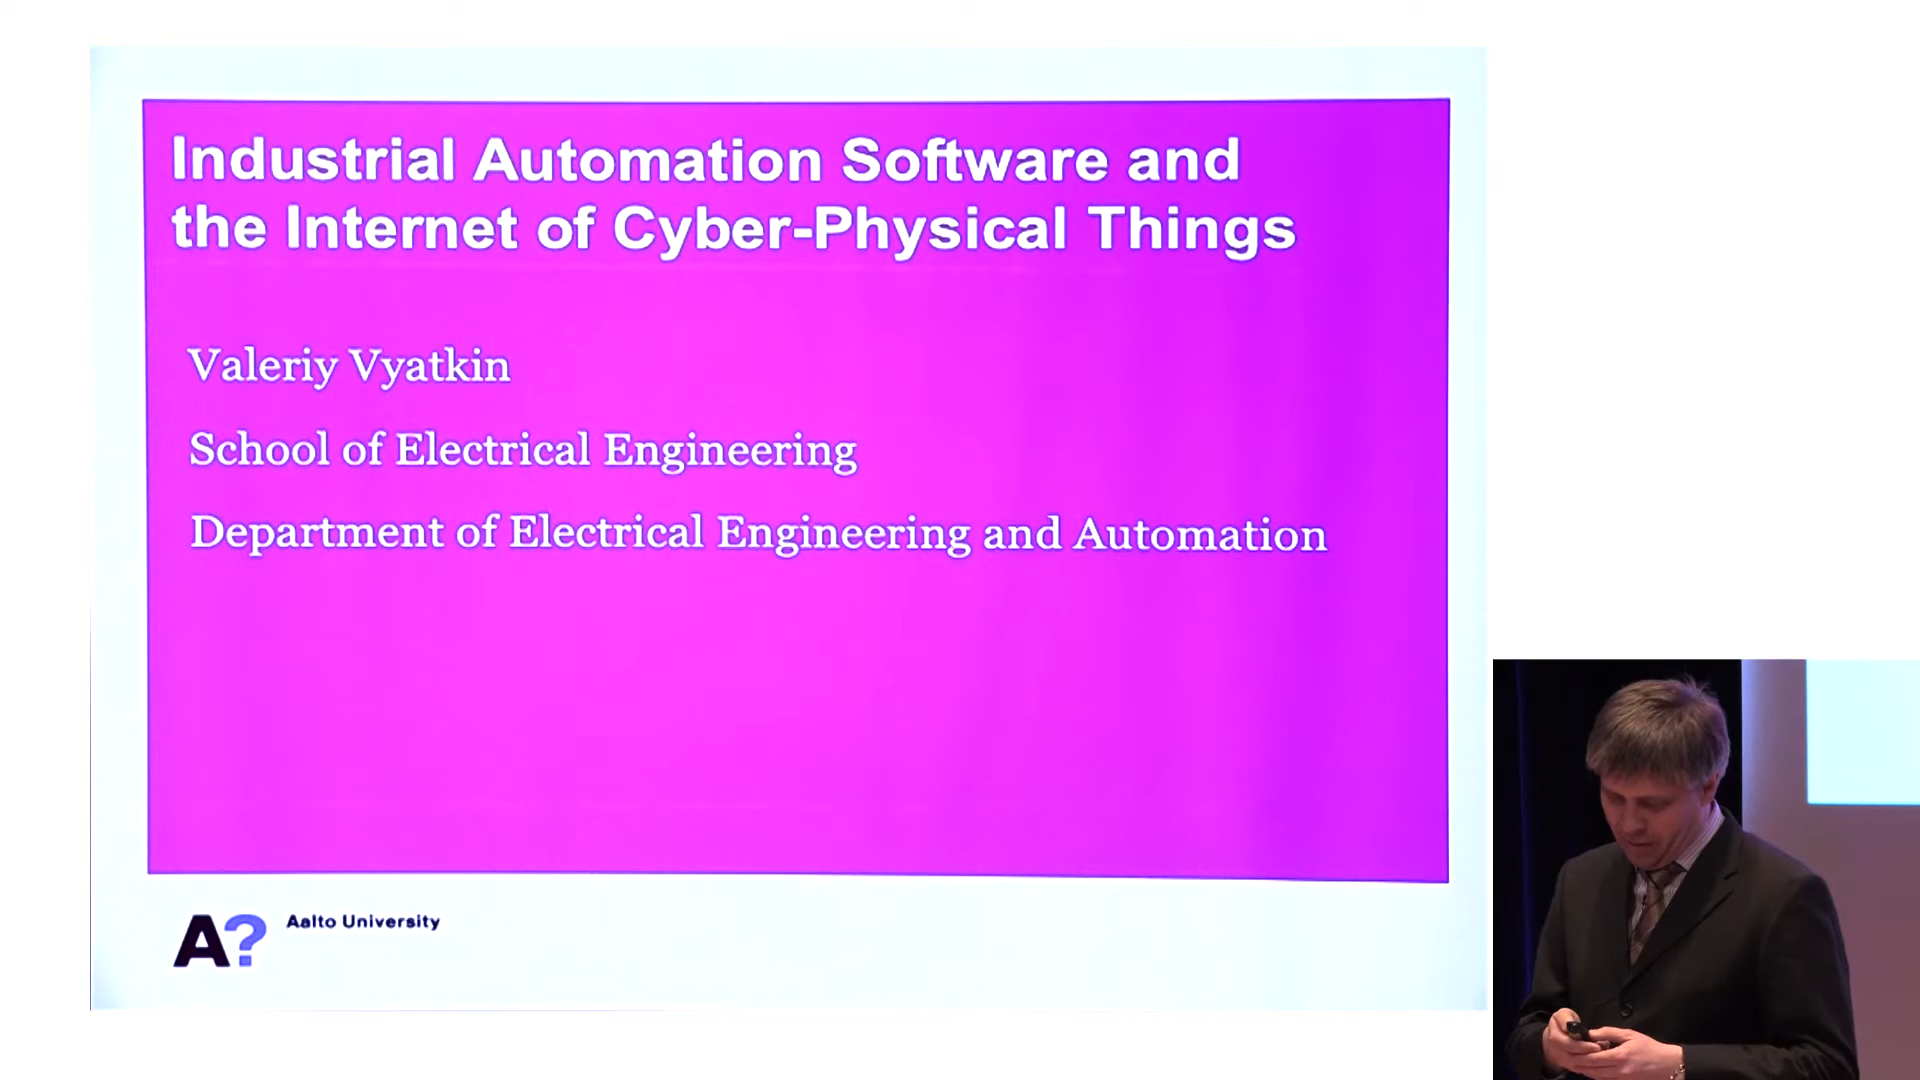 Industrial Automation Software and
the Internet of Cyber-Physical Things
Valeriy Vyatkin
School of Electrical Engineering
Department of Electrical Engineering and Automation
A? Aalto University